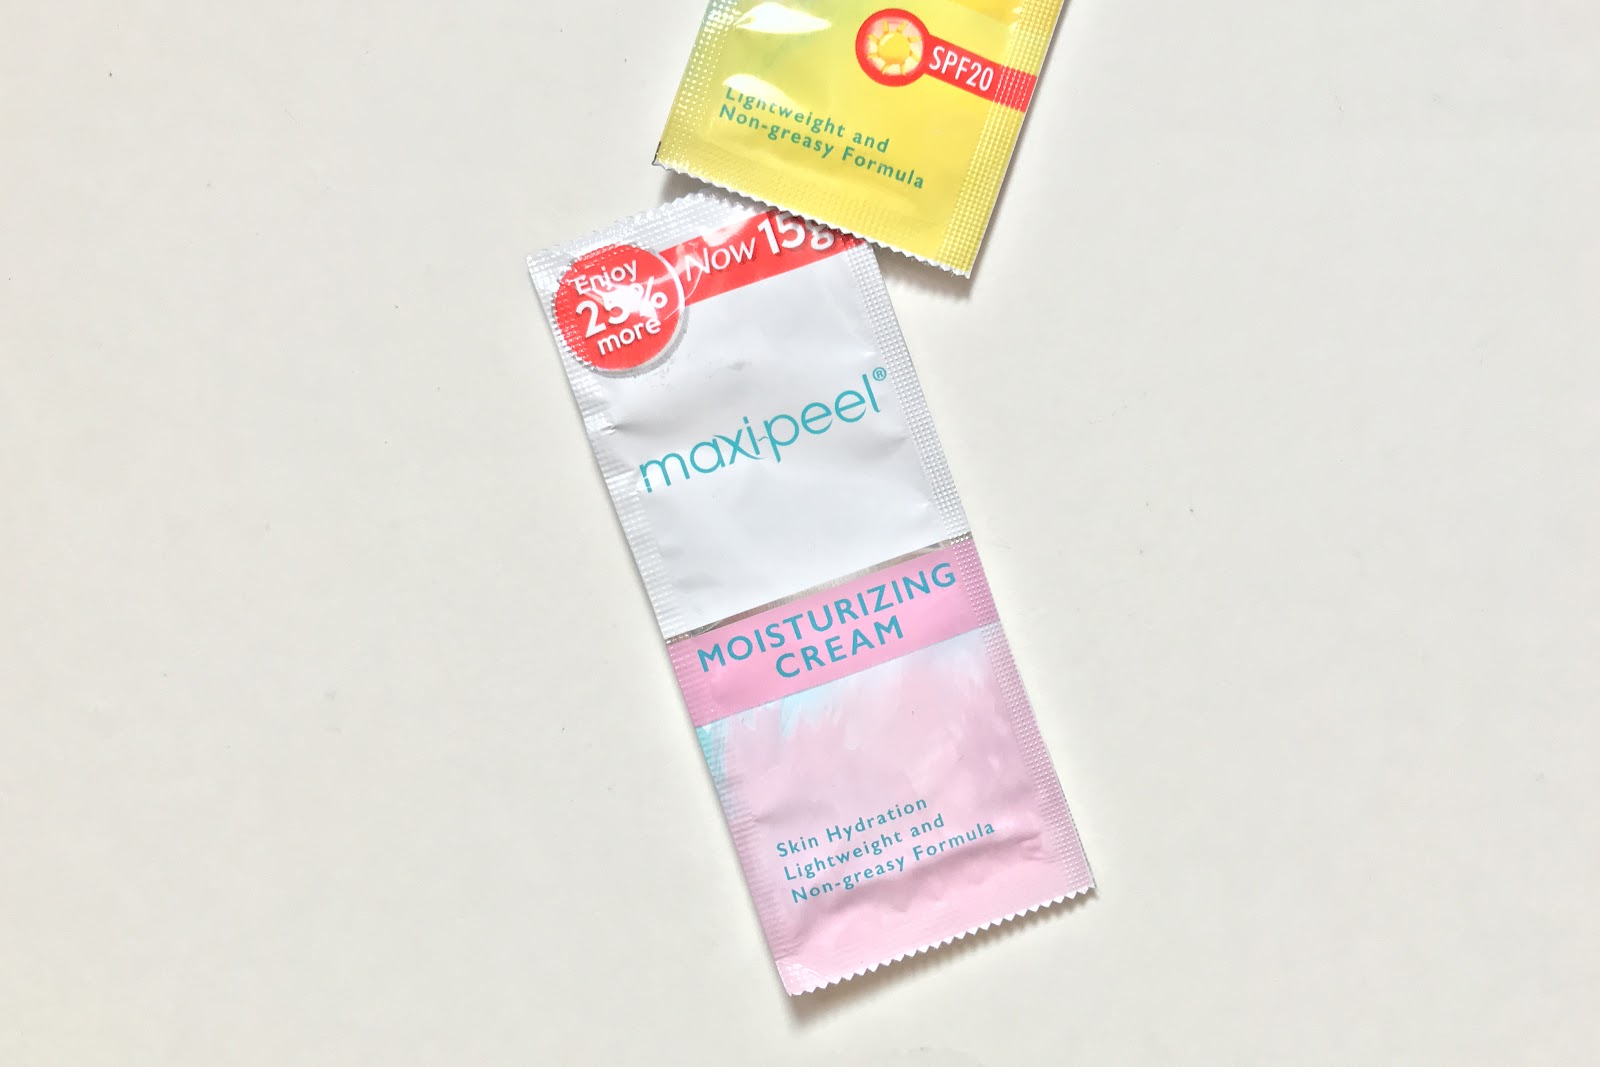 SPF20
Lightweight and
Non-greasy Formula
Enjoy
25%
more
Now 15g
maxi-peel®
MOISTURIZING
CREAM
Skin Hydration
Lightweight and
Non-greasy Formula